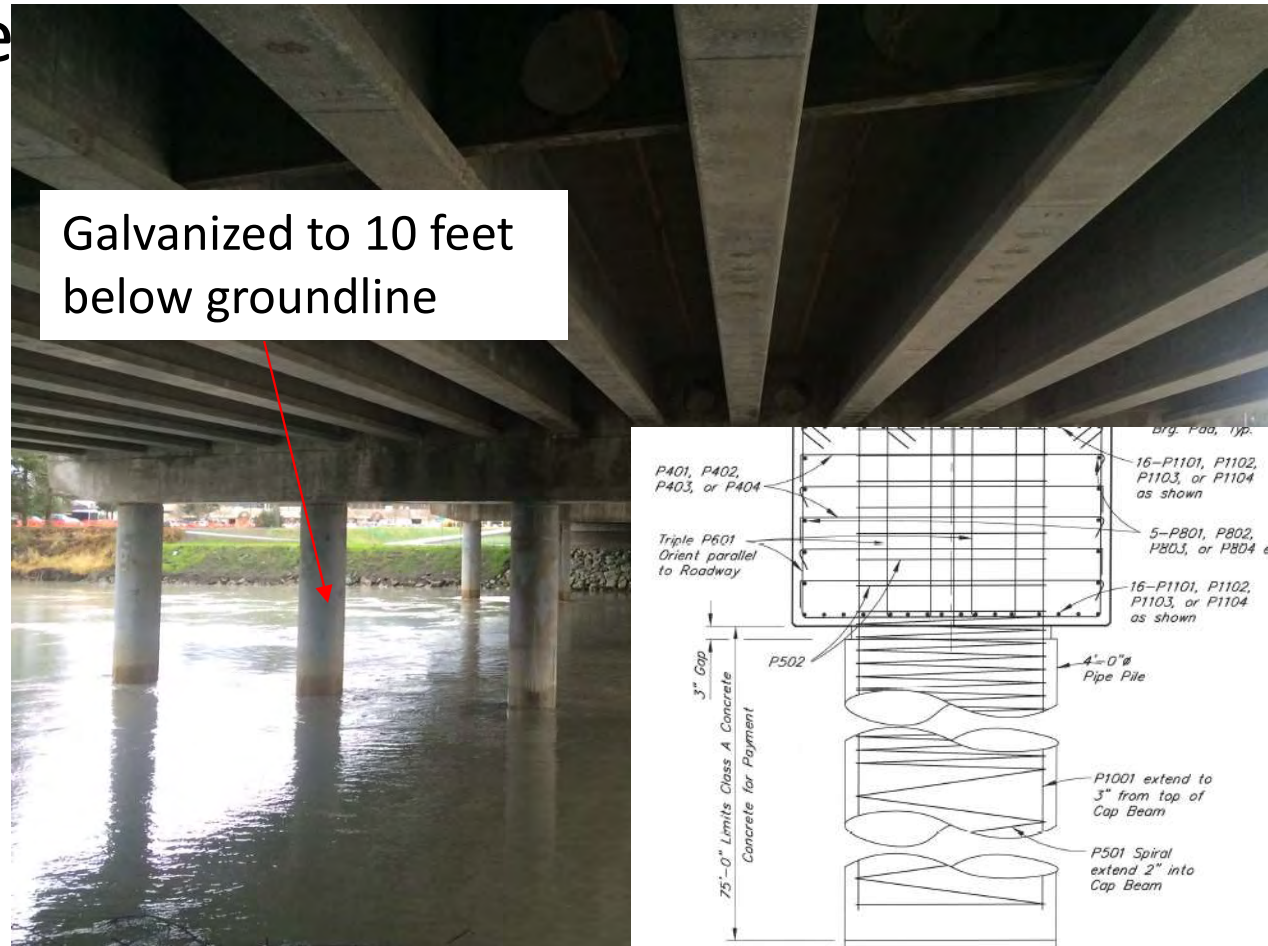 e
Galvanized to 10 feet
below groundline
Brg. Pad, Typ.
P401, P402,
P403, or P404
16-P1101, P1102,
P1103, or P1104
as shown
Triple P601
Orient parallel
to Roadway
5-P801, P802,
P803, or P804 e
16-P1101, P1102,
P1103, or P1104
as shown
3" Gap
P502
4'-0"ø
Pipe Pile
75'-0" Limits Class A Concrete
Concrete for Payment
P1001 extend to
3" from top of
Cap Beam
P501 Spiral
extend 2" into
Cap Beam